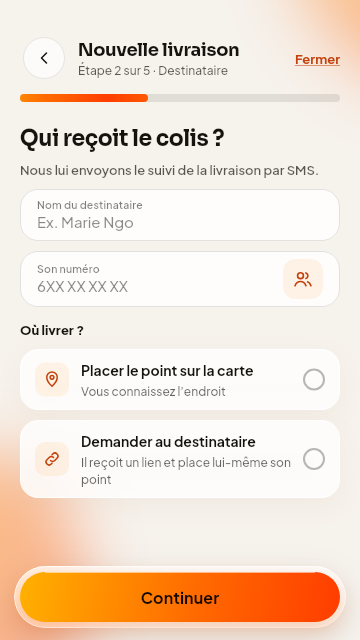 Nouvelle livraison
Étape 2 sur 5 · Destinataire
Fermer
Qui reçoit le colis ?
Nous lui envoyons le suivi de la livraison par SMS.
Nom du destinataire
Ex. Marie Ngo
Son numéro
6XX XX XX XX
Où livrer ?
Placer le point sur la carte
Vous connaissez l'endroit
Demander au destinataire
Il reçoit un lien et place lui-même son
point
Continuer